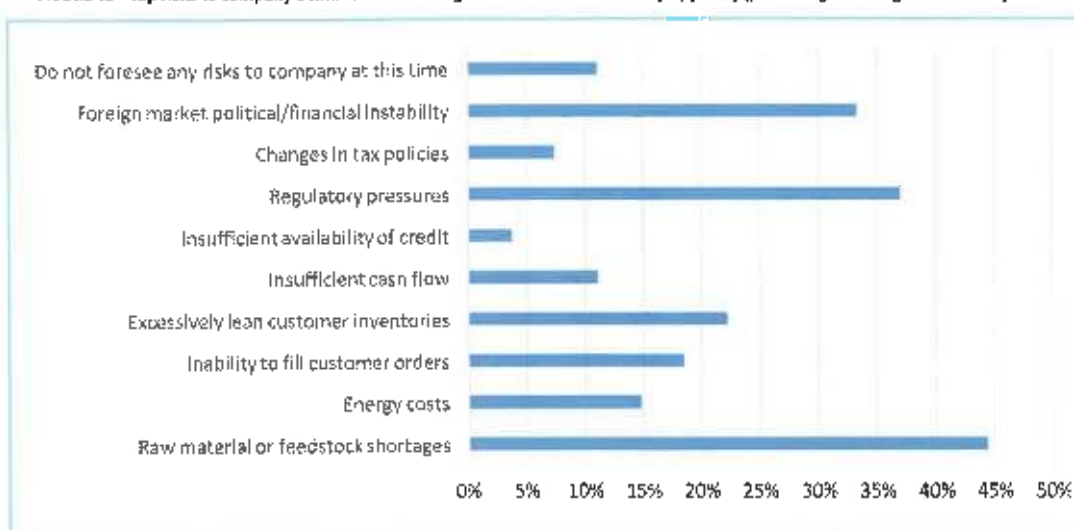 Do not foresee any risks to company at this time
Foreign market political/financial instability
Changes in tax policies
Regulatory pressures
Insufficient availability of credit
Insufficient cash flow
Excessively lean customer inventories
Inability to fill customer orders
Energy costs
Raw material or feedstock shortages
0% 5% 10% 15% 20% 25% 30% 35% 40% 45% 50%